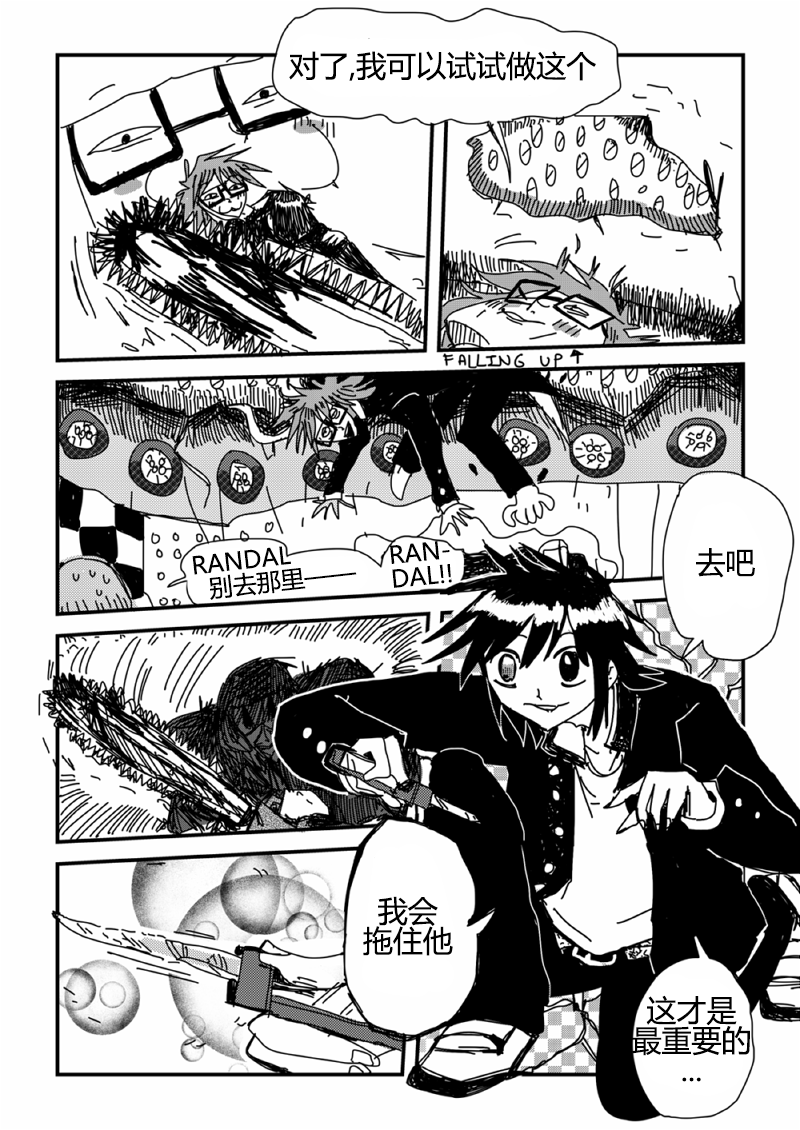 对了,我可以试试做这个
FALLING UP ↑
RANDAL
别去那里——
RAN-
DAL!!
去吧
我会
拖住他
这才是
最重要的
...